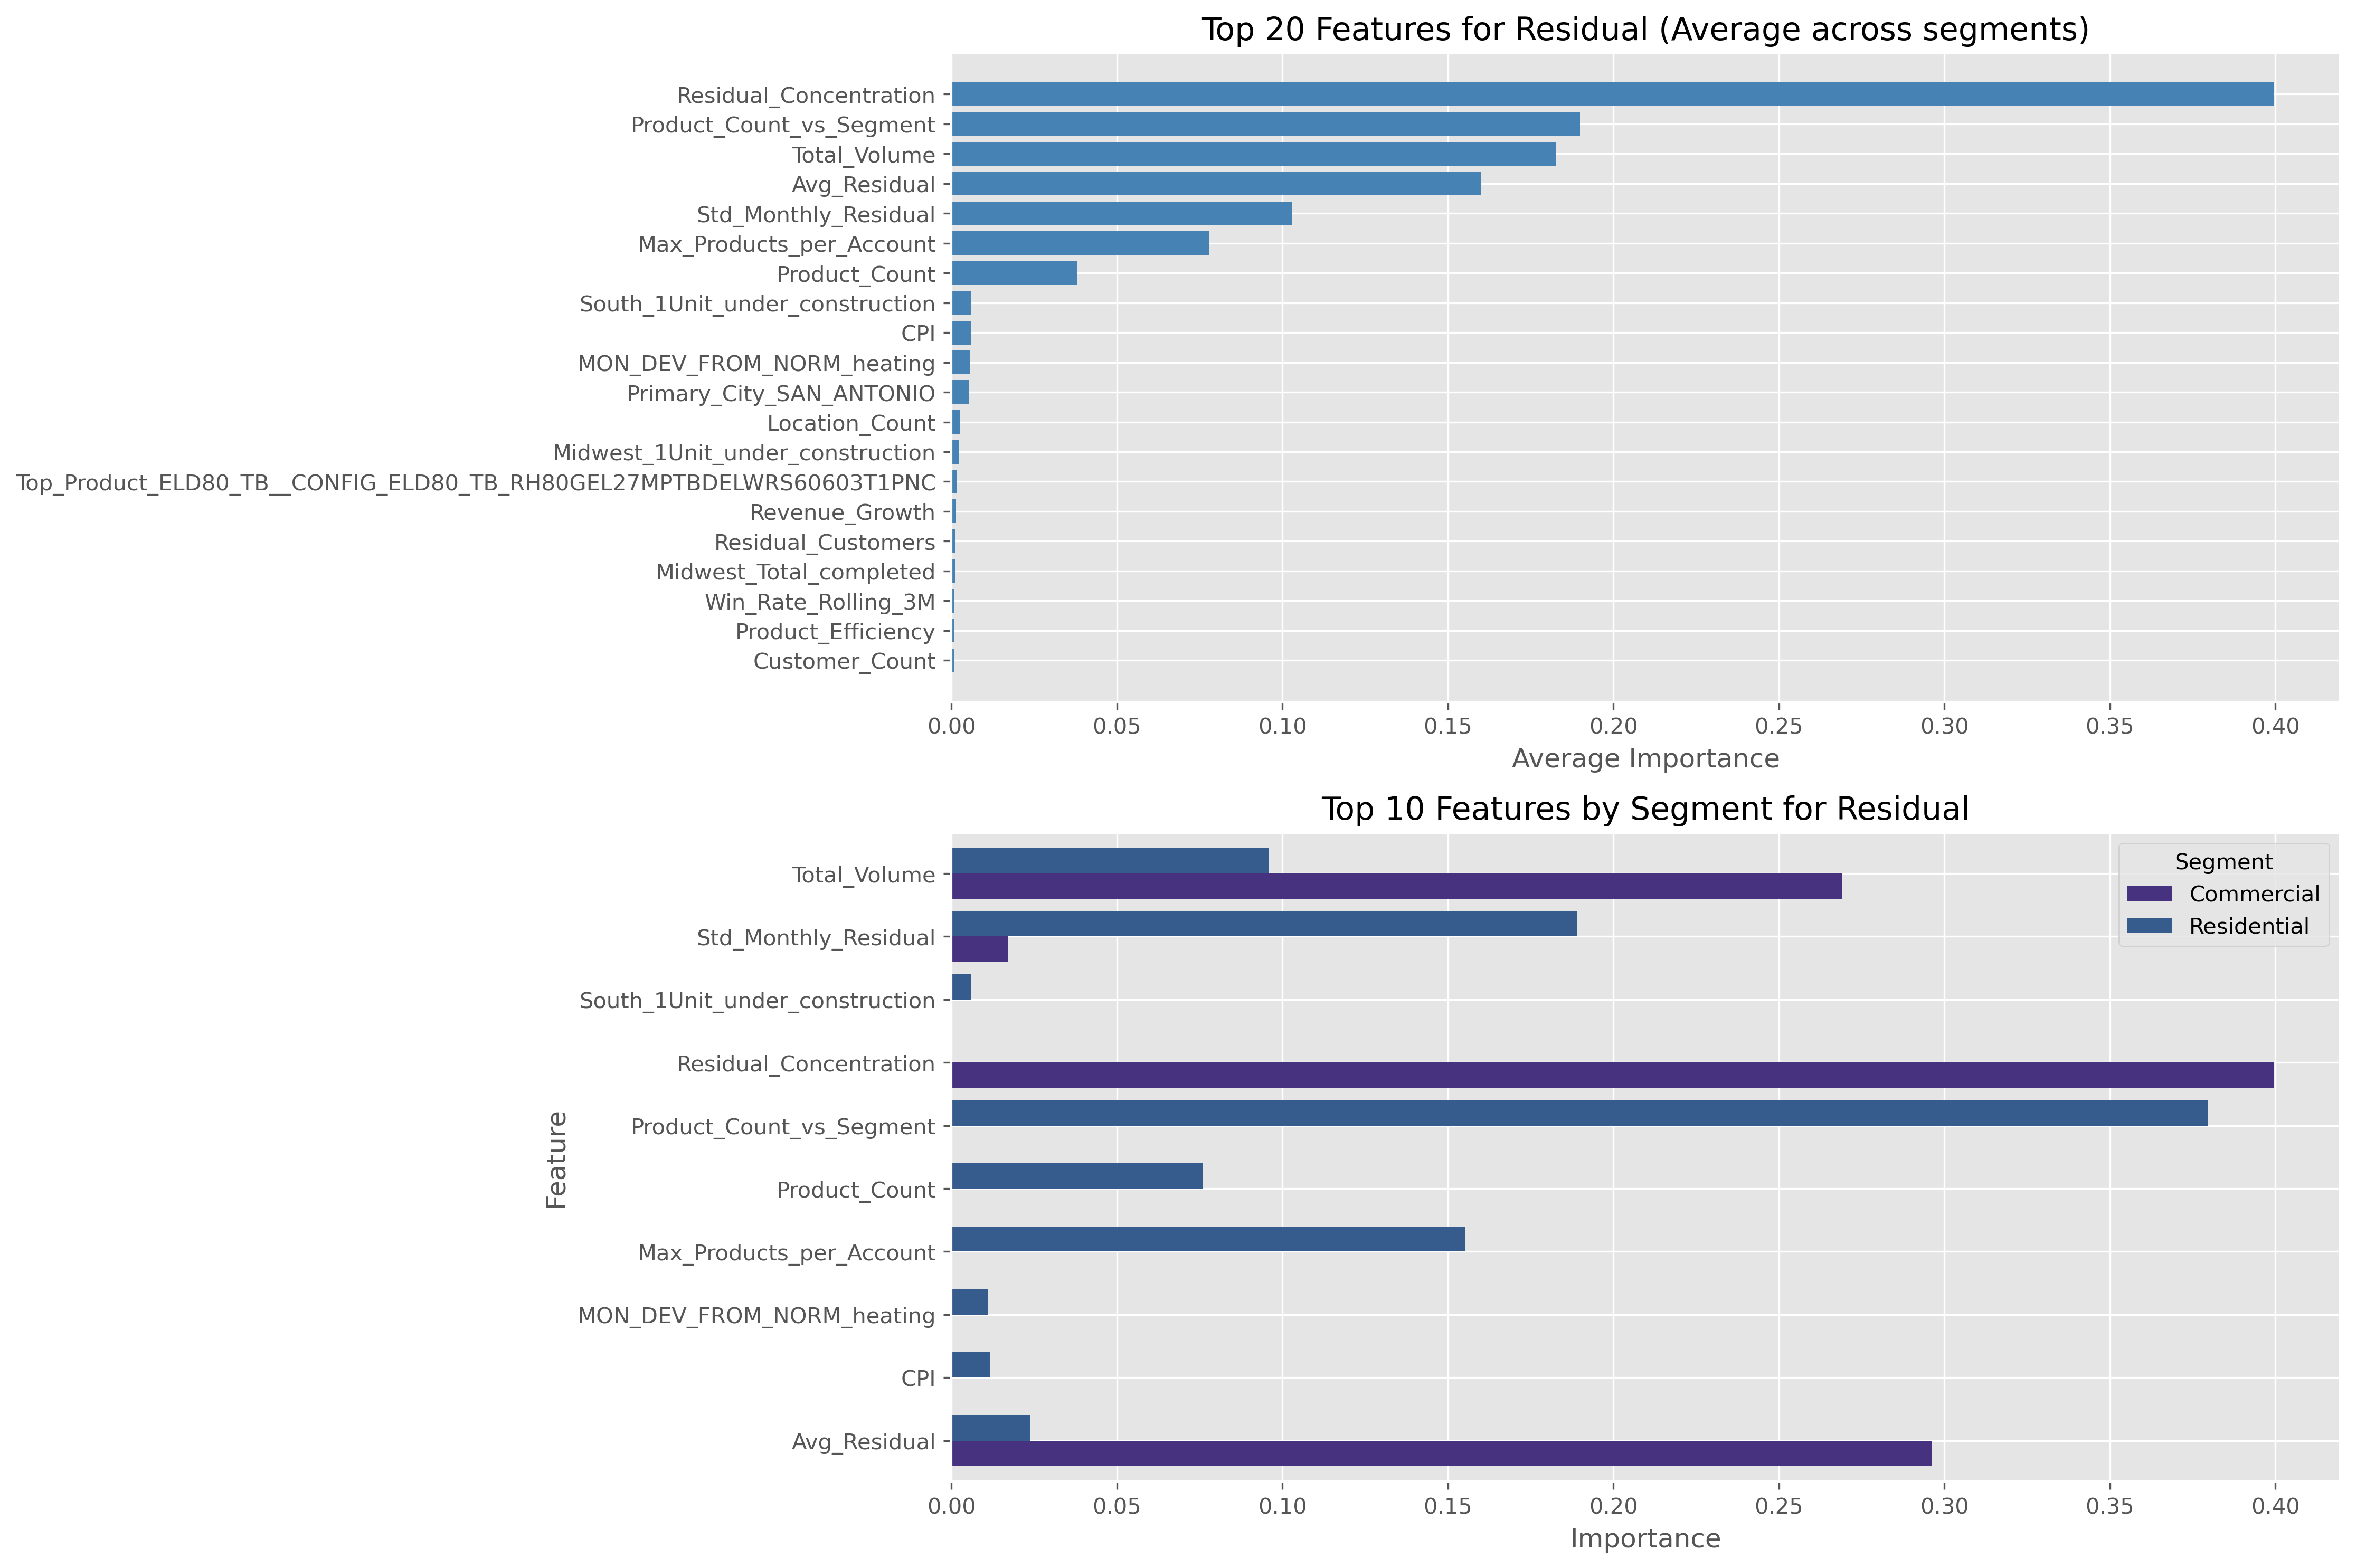 Top 20 Features for Residual (Average across segments)
Residual_Concentration
Product_Count_vs_Segment
Total_Volume
Avg_Residual
Std_Monthly_Residual
Max_Products_per_Account
Product_Count
South_1Unit_under_construction
CPI
MON_DEV_FROM_NORM_heating
Primary_City_SAN_ANTONIO
Location_Count
Midwest_1Unit_under_construction
Top_Product_ELD80_TB__CONFIG_ELD80_TB_RH80GEL27MPTBDELWRS60603T1PNC
Revenue_Growth
Residual_Customers
Midwest_Total_completed
Win_Rate_Rolling_3M
Product_Efficiency
Customer_Count
0.00 0.05 0.10 0.15 0.20 0.25 0.30 0.35 0.40
Average Importance
Top 10 Features by Segment for Residual
Segment
Commercial
Residential
Feature
Total_Volume
Std_Monthly_Residual
South_1Unit_under_construction
Residual_Concentration
Product_Count_vs_Segment
Product_Count
Max_Products_per_Account
MON_DEV_FROM_NORM_heating
CPI
Avg_Residual
0.00 0.05 0.10 0.15 0.20 0.25 0.30 0.35 0.40
Importance